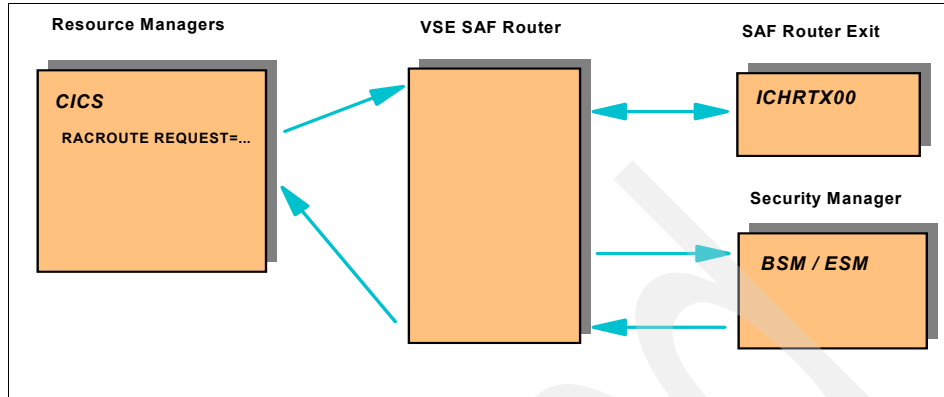 Resource Managers
VSE SAF Router
SAF Router Exit
CICS
RACROUTE REQUEST=...
ICHRTX00
Security Manager
BSM / ESM